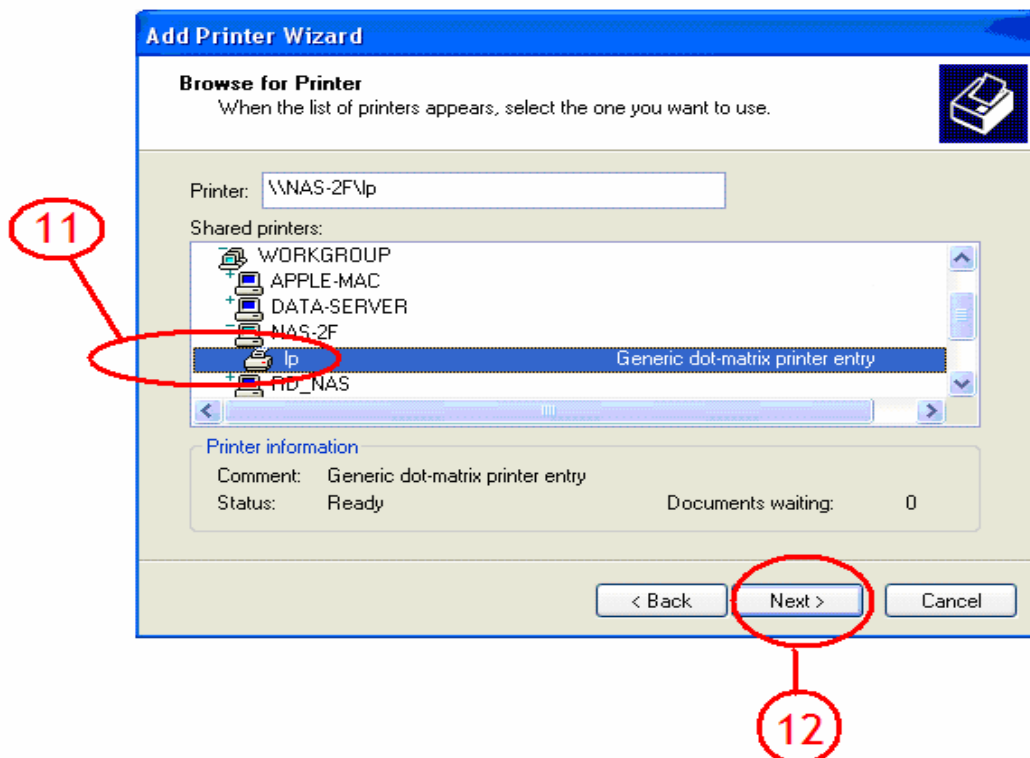 Add Printer Wizard
Browse for Printer
When the list of printers appears, select the one you want to use.
Printer: \\NAS-2F\lp
11
Shared printers:
WORKGROUP
APPLE-MAC
DATA-SERVER
NAS-2F
lp Generic dot-matrix printer entry
RD_NAS
Printer information
Comment: Generic dot-matrix printer entry
Status: Ready Documents waiting: 0
< Back Next > Cancel
12